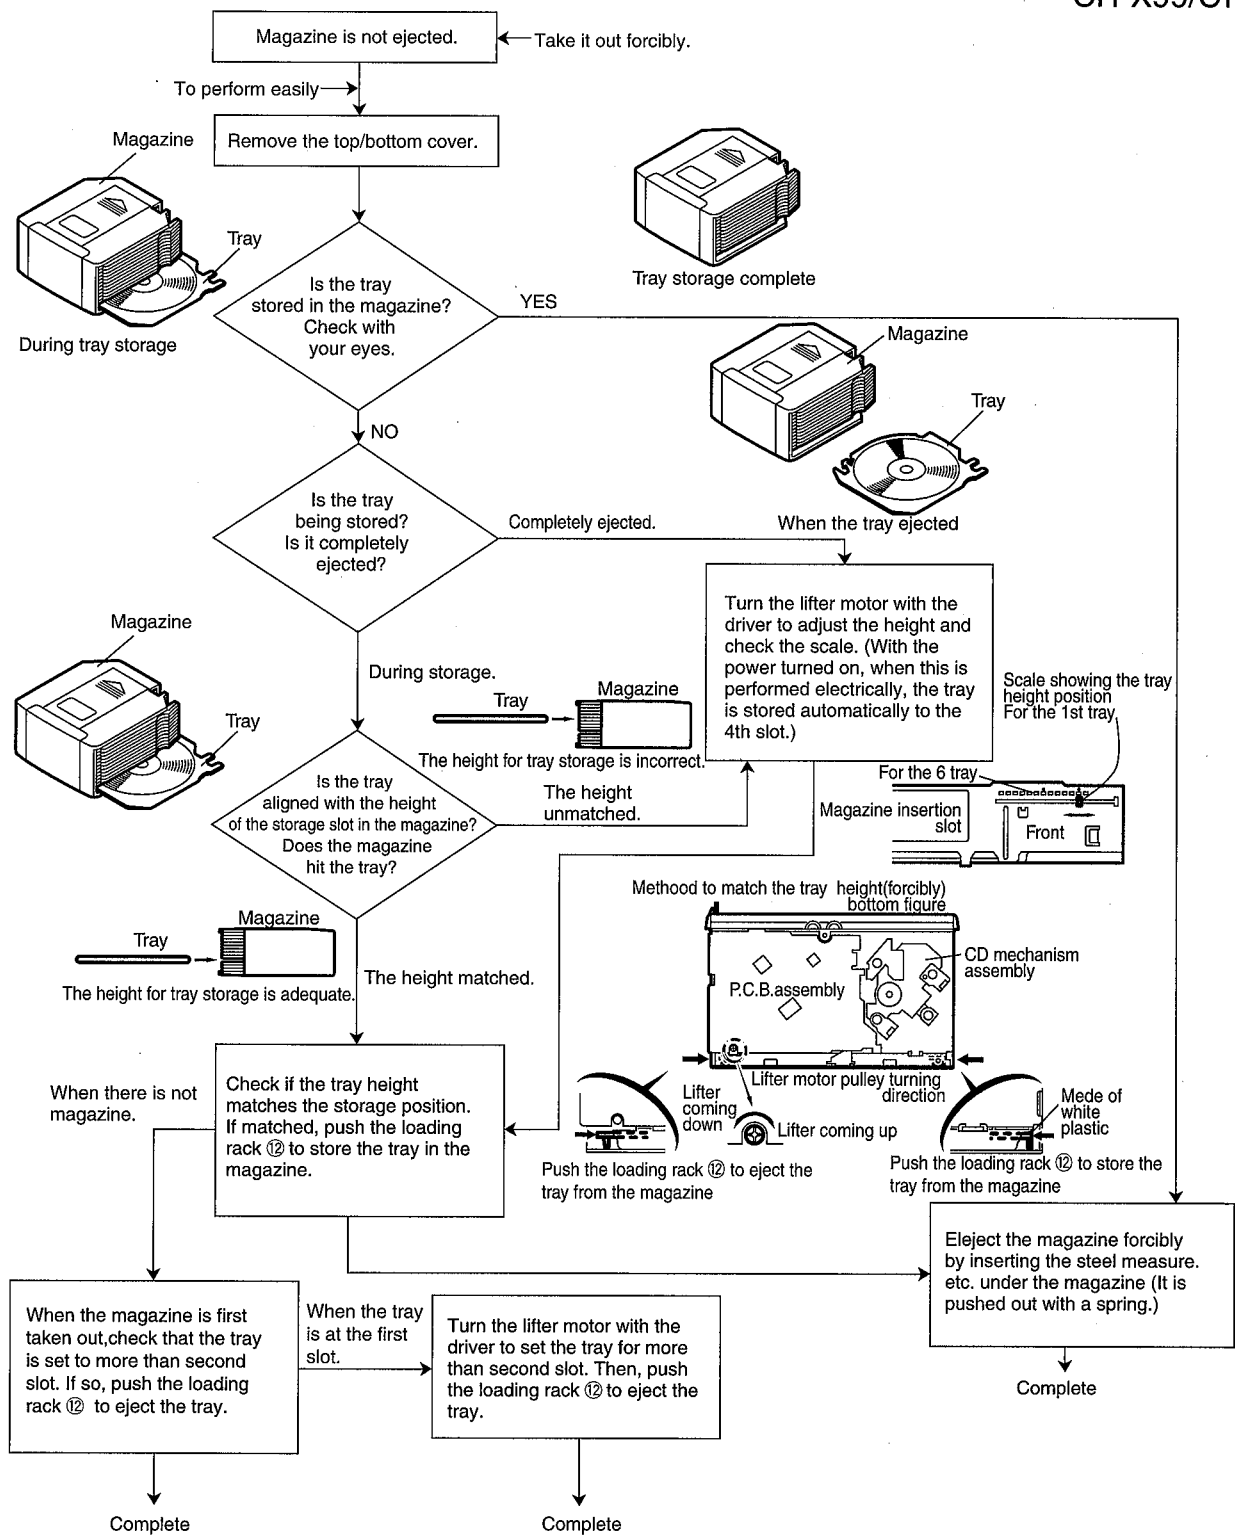 Magazine is not ejected.
Take it out forcibly.
To perform easily
Remove the top/bottom cover.
Magazine
Tray
During tray storage
Tray storage complete
Is the tray
stored in the magazine?
Check with
your eyes.
YES
NO
Magazine
Tray
When the tray ejected
Is the tray
being stored?
Is it completely
ejected?
Completely ejected.
Turn the lifter motor with the
driver to adjust the height and
check the scale. (With the
power turned on, when this is
performed electrically, the tray
is stored automatically to the
4th slot.)
Magazine
Tray
During storage.
Tray
Magazine
The height for tray storage is incorrect.
Scale showing the tray
height position
For the 1st tray
For the 6 tray
Magazine insertion
slot
Front
Is the tray
aligned with the height
of the storage slot in the magazine?
Does the magazine
hit the tray?
The height
unmatched.
Methood to match the tray height(forcibly)
bottom figure
CD mechanism
assembly
P.C.B.assembly
Tray
Magazine
The height for tray storage is adequate.
The height matched.
Lifter motor pulley turning
direction
Lifter
coming
down
Lifter coming up
Mede of
white
plastic
Push the loading rack ⑫ to eject the
tray from the magazine
Push the loading rack ⑫ to store the
tray from the magazine
When there is not
magazine.
Check if the tray height
matches the storage position.
If matched, push the loading
rack ⑫ to store the tray in the
magazine.
Eleject the magazine forcibly
by inserting the steel measure.
etc. under the magazine (It is
pushed out with a spring.)
Complete
When the magazine is first
taken out,check that the tray
is set to more than second
slot. If so, push the loading
rack ⑫ to eject the tray.
When the tray
is at the first
slot.
Turn the lifter motor with the
driver to set the tray for more
than second slot. Then, push
the loading rack ⑫ to eject the
tray.
Complete
Complete